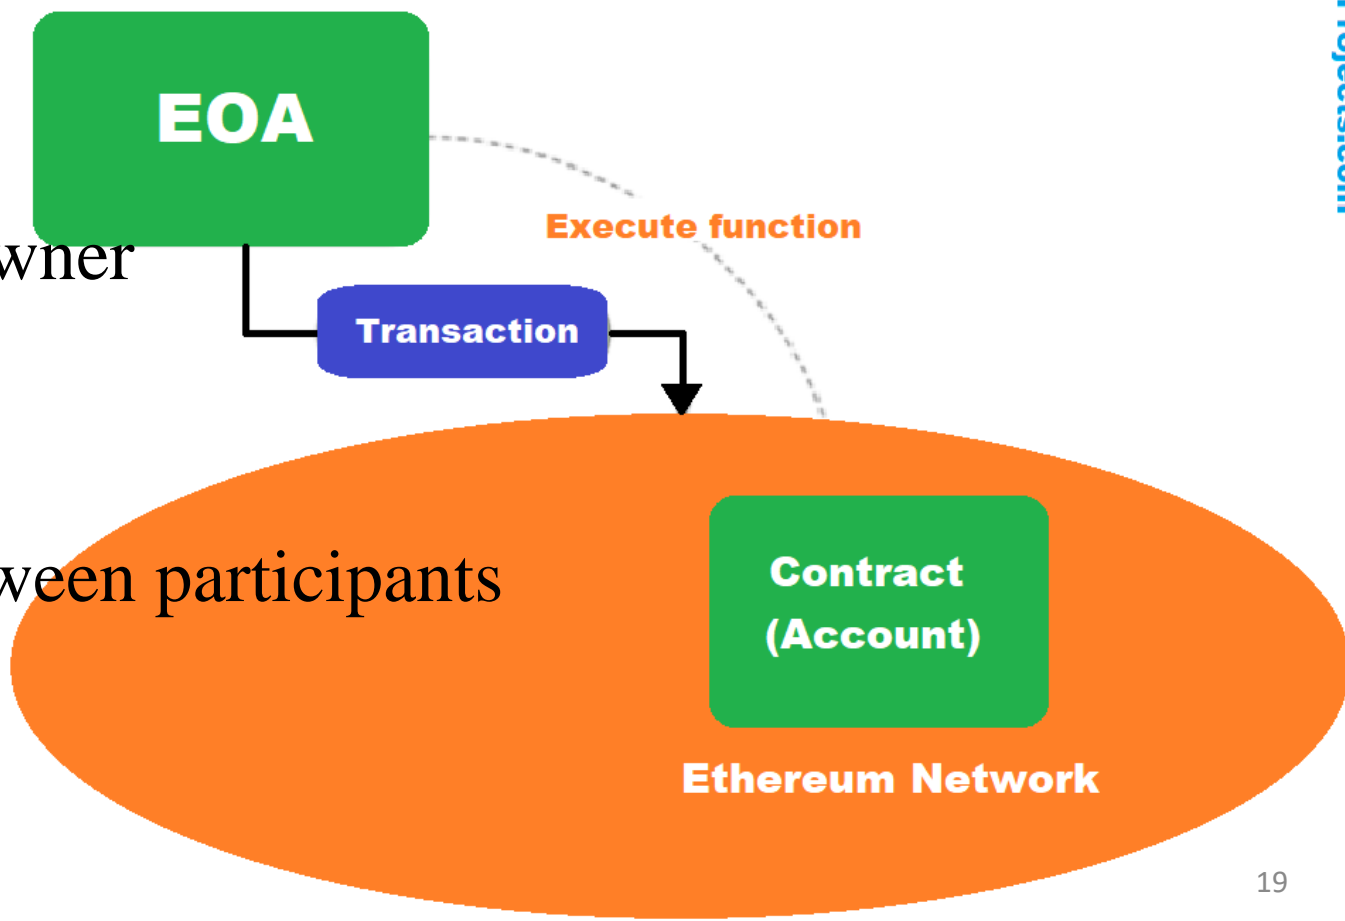 EOA
Execute function
wner
Transaction
ween participants
Contract
(Account)
Ethereum Network
19